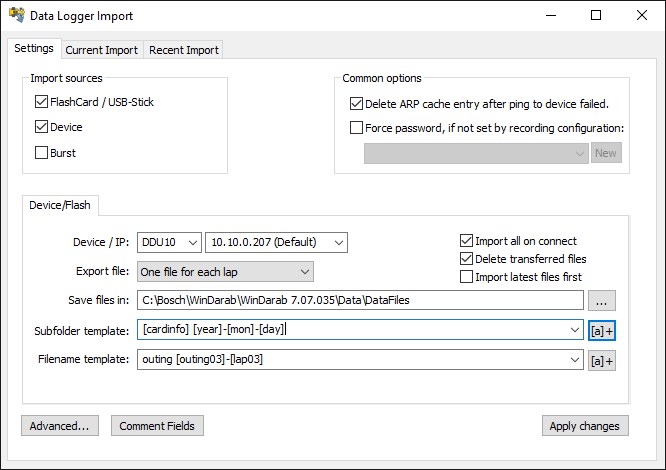 Data Logger Import
Settings Current Import Recent Import
Import sources
FlashCard / USB-Stick
Device
Burst
Common options
Delete ARP cache entry after ping to device failed.
Force password, if not set by recording configuration:
New
Device/Flash
Device / IP: DDU10 10.10.0.207 (Default)
Export file: One file for each lap
Import all on connect
Delete transferred files
Import latest files first
Save files in: C:\Bosch\WinDarab\WinDarab 7.07.035\Data\DataFiles ...
Subfolder template: [cardinfo] [year]-[mon]-[day] [a]+
Filename template: outing [outing03]-[lap03] [a]+
Advanced... Comment Fields Apply changes